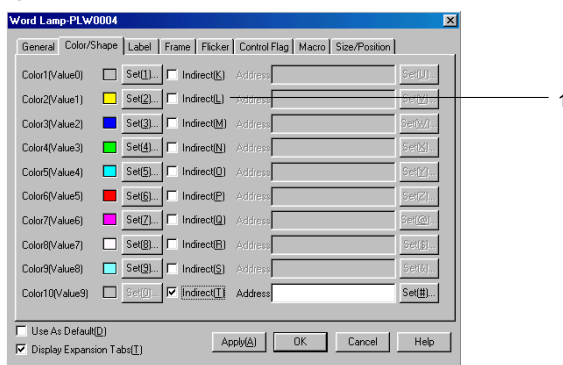 Word Lamp-PLW0004
General Color/Shape Label Frame Flicker Control Flag Macro Size/Position
Color1(Value0) Set(1)... Indirect(K) Address Set(U)...
Color2(Value1) Set(2)... Indirect(L) Address Set(V)... 1
Color3(Value2) Set(3)... Indirect(M) Address Set(W)...
Color4(Value3) Set(4)... Indirect(N) Address Set(X)...
Color5(Value4) Set(5)... Indirect(O) Address Set(Y)...
Color6(Value5) Set(6)... Indirect(P) Address Set(Z)...
Color7(Value6) Set(7)... Indirect(Q) Address Set(@)...
Color8(Value7) Set(8)... Indirect(R) Address Set($)...
Color9(Value8) Set(9)... Indirect(S) Address
Color10(Value9) Set(0)... Indirect(T) Address Set(#)...
Use As Default(D)
Display Expansion Tabs(T)
Apply(A) OK Cancel Help